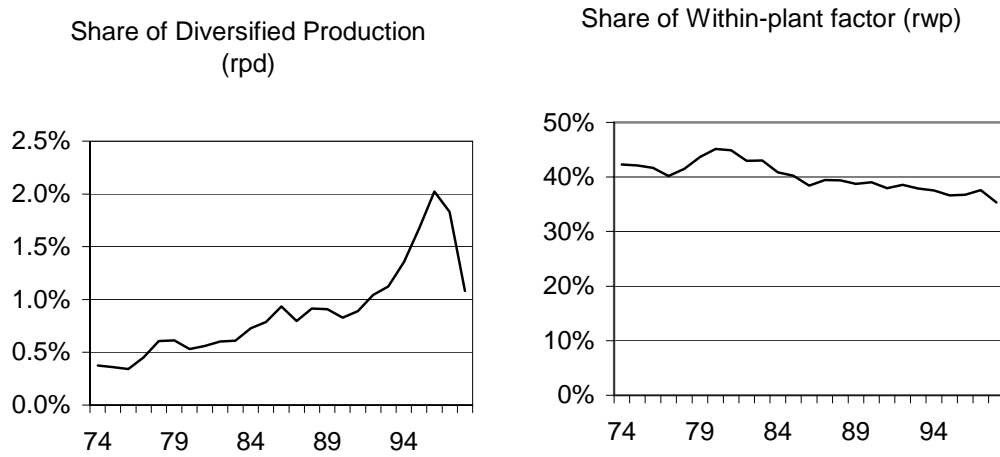 Share of Diversified Production
(rpd)
2.5%
2.0%
1.5%
1.0%
0.5%
0.0%
74 79 84 89 94
Share of Within-plant factor (rwp)
50%
40%
30%
20%
10%
0%
74 79 84 89 94